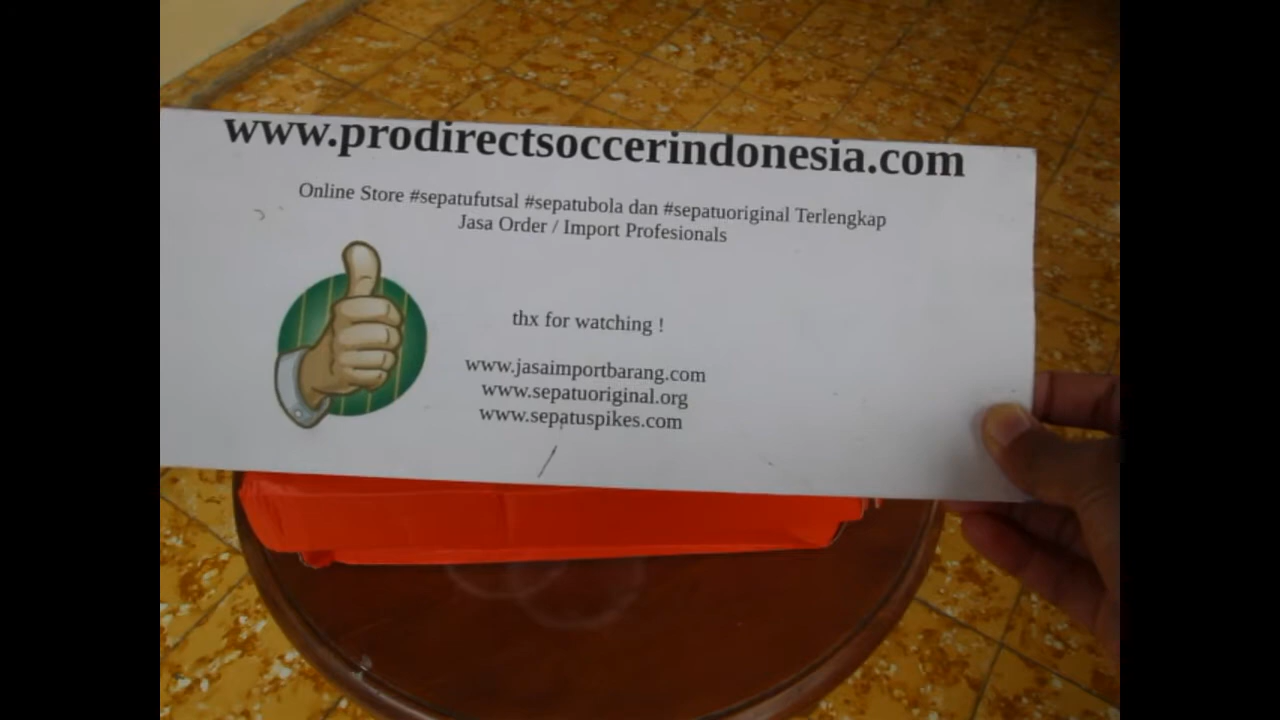 www.prodirectsoccerindonesia.com
Online Store #sepatufutsal #sepatubola dan #sepatuoriginal Terlengkap
Jasa Order / Import Profesionals
thx for watching !
www.jasaimportbarang.com
www.sepatuoriginal.org
www.sepatuspikes.com